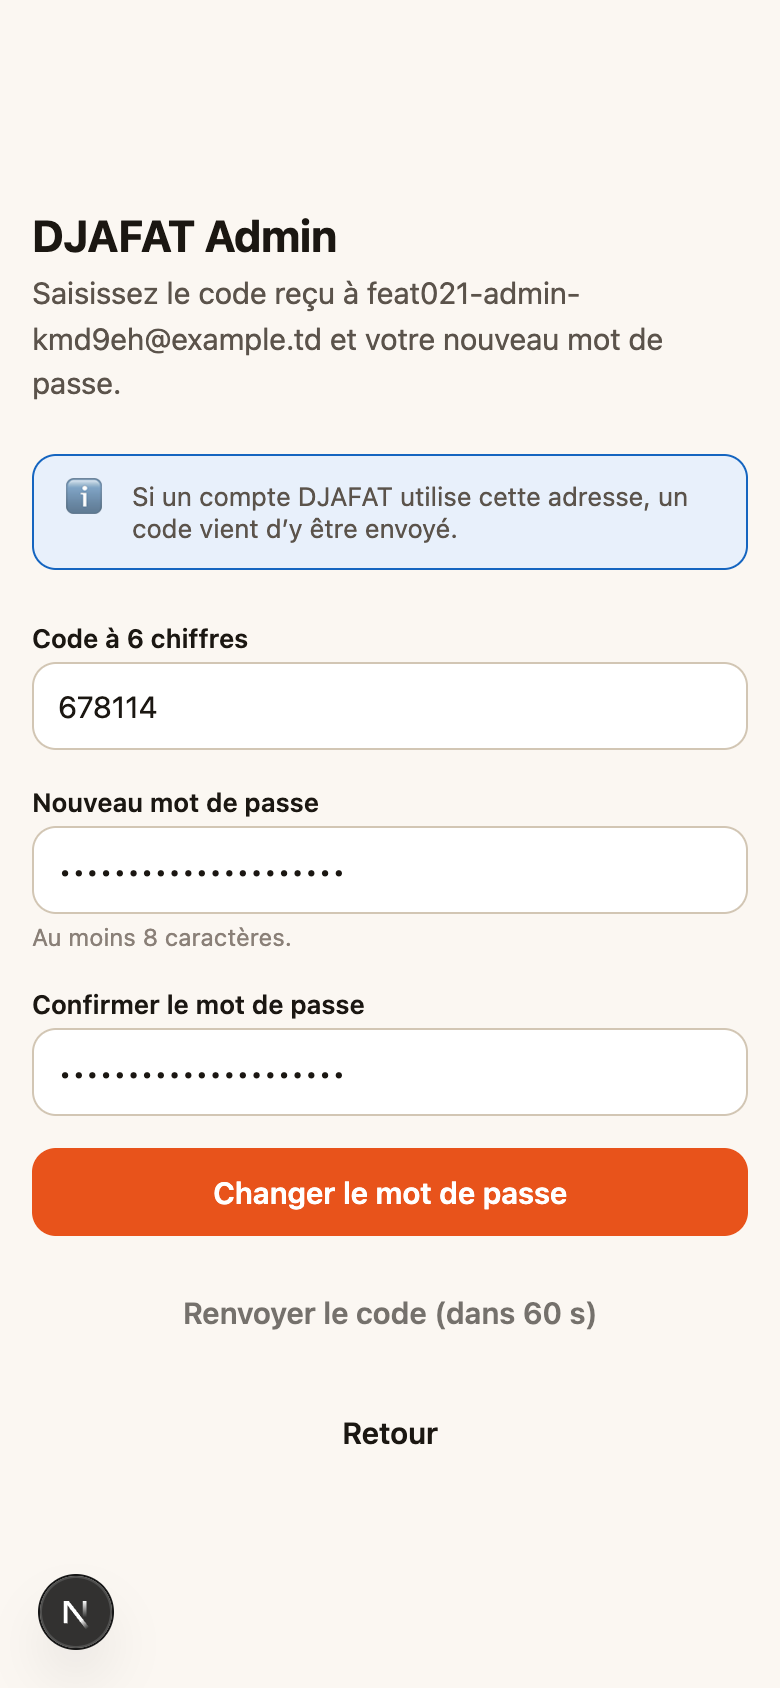 DJAFAT Admin
Saisissez le code reçu à feat021-admin-
kmd9eh@example.td et votre nouveau mot de
passe.
Si un compte DJAFAT utilise cette adresse, un
code vient d’y être envoyé.
Code à 6 chiffres
678114
Nouveau mot de passe
•••••••••••••••••••••
Au moins 8 caractères.
Confirmer le mot de passe
•••••••••••••••••••••
Changer le mot de passe
Renvoyer le code (dans 60 s)
Retour
N